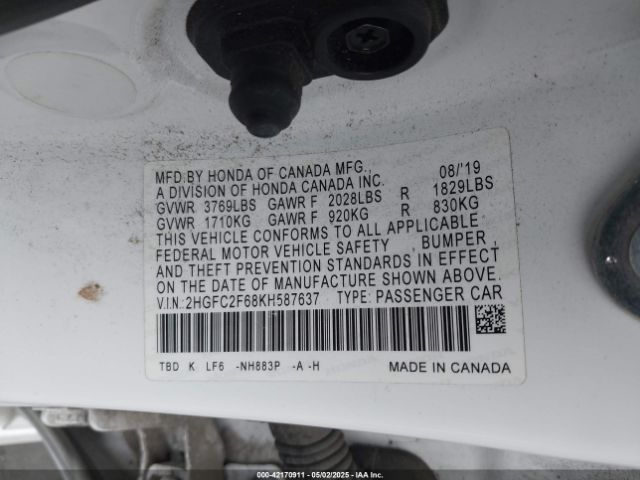 MFD.BY HONDA OF CANADA MFG., 08/'19
A DIVISION OF HONDA CANADA INC.
GVWR 3769LBS GAWR F 2028LBS R 1829LBS
GVWR 1710KG GAWR F 920KG R 830KG
THIS VEHICLE CONFORMS TO ALL APPLICABLE
FEDERAL MOTOR VEHICLE SAFETY , BUMPER ,
AND THEFT PREVENTION STANDARDS IN EFFECT
ON THE DATE OF MANUFACTURE SHOWN ABOVE.
V.I.N.:2HGFC2F68KH587637 TYPE: PASSENGER CAR
TBD K LF6 -NH883P -A -H MADE IN CANADA
000-42170911 - 05/02/2025 - IAA Inc.